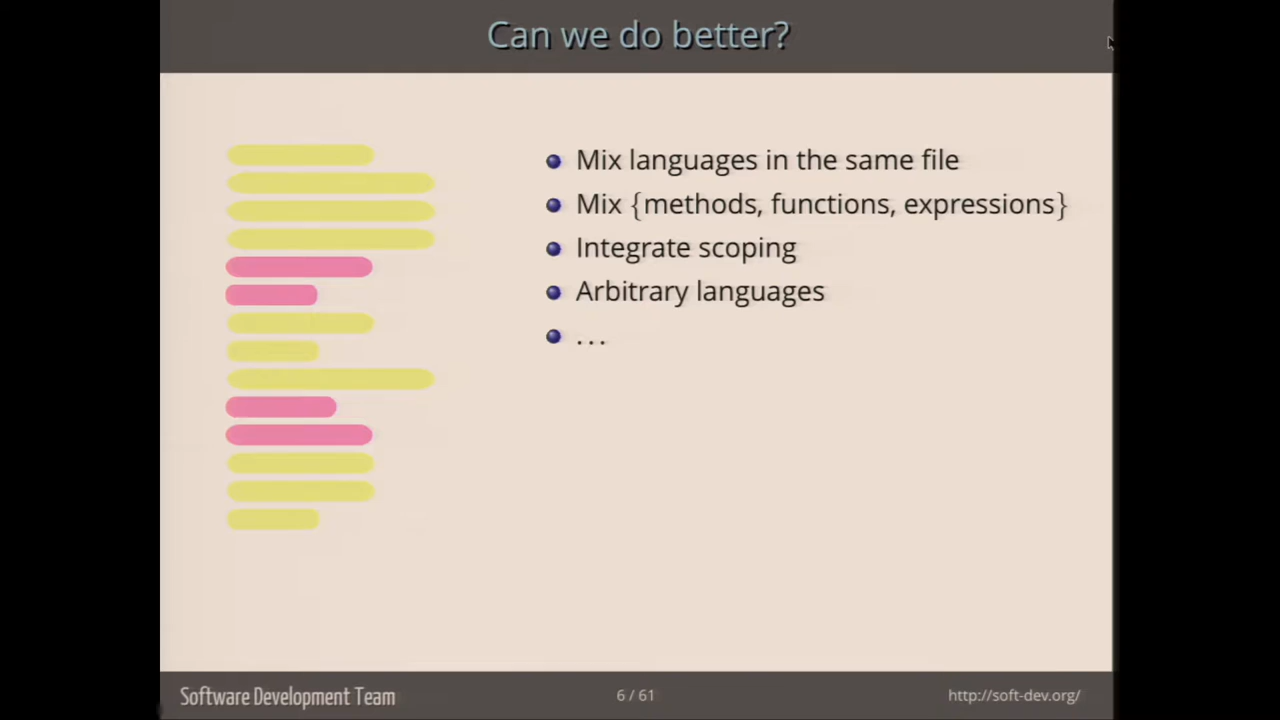 Can we do better?
Mix languages in the same file
Mix {methods, functions, expressions}
Integrate scoping
Arbitrary languages
...
Software Development Team
6 / 61
http://soft-dev.org/